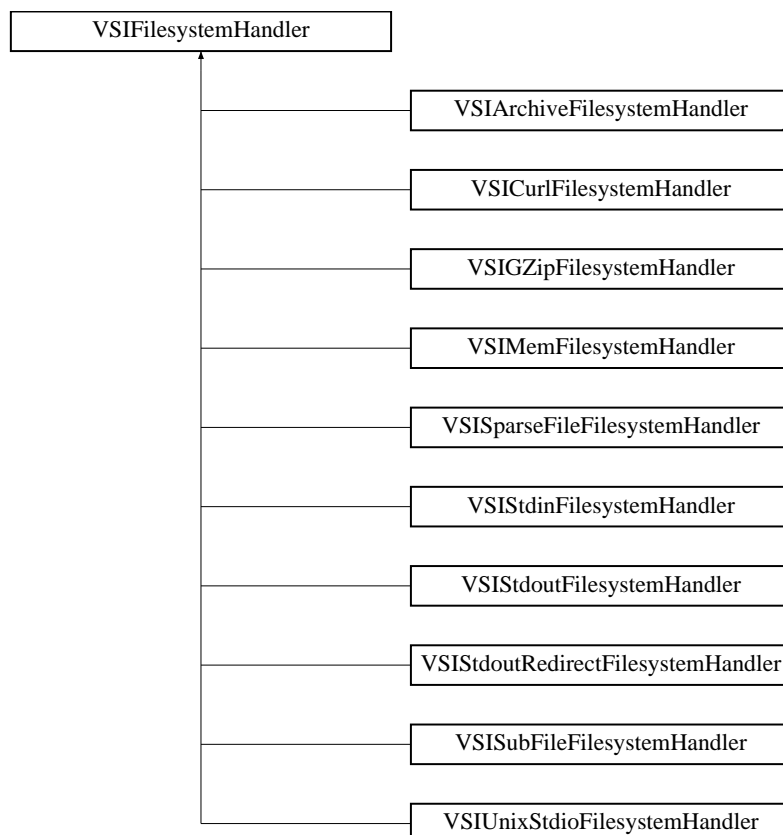 VSIFilesystemHandler
VSIArchiveFilesystemHandler
VSICurlFilesystemHandler
VSIGZipFilesystemHandler
VSIMemFilesystemHandler
VSISparseFileFilesystemHandler
VSIStdinFilesystemHandler
VSIStdoutFilesystemHandler
VSIStdoutRedirectFilesystemHandler
VSISubFileFilesystemHandler
VSIUnixStdioFilesystemHandler